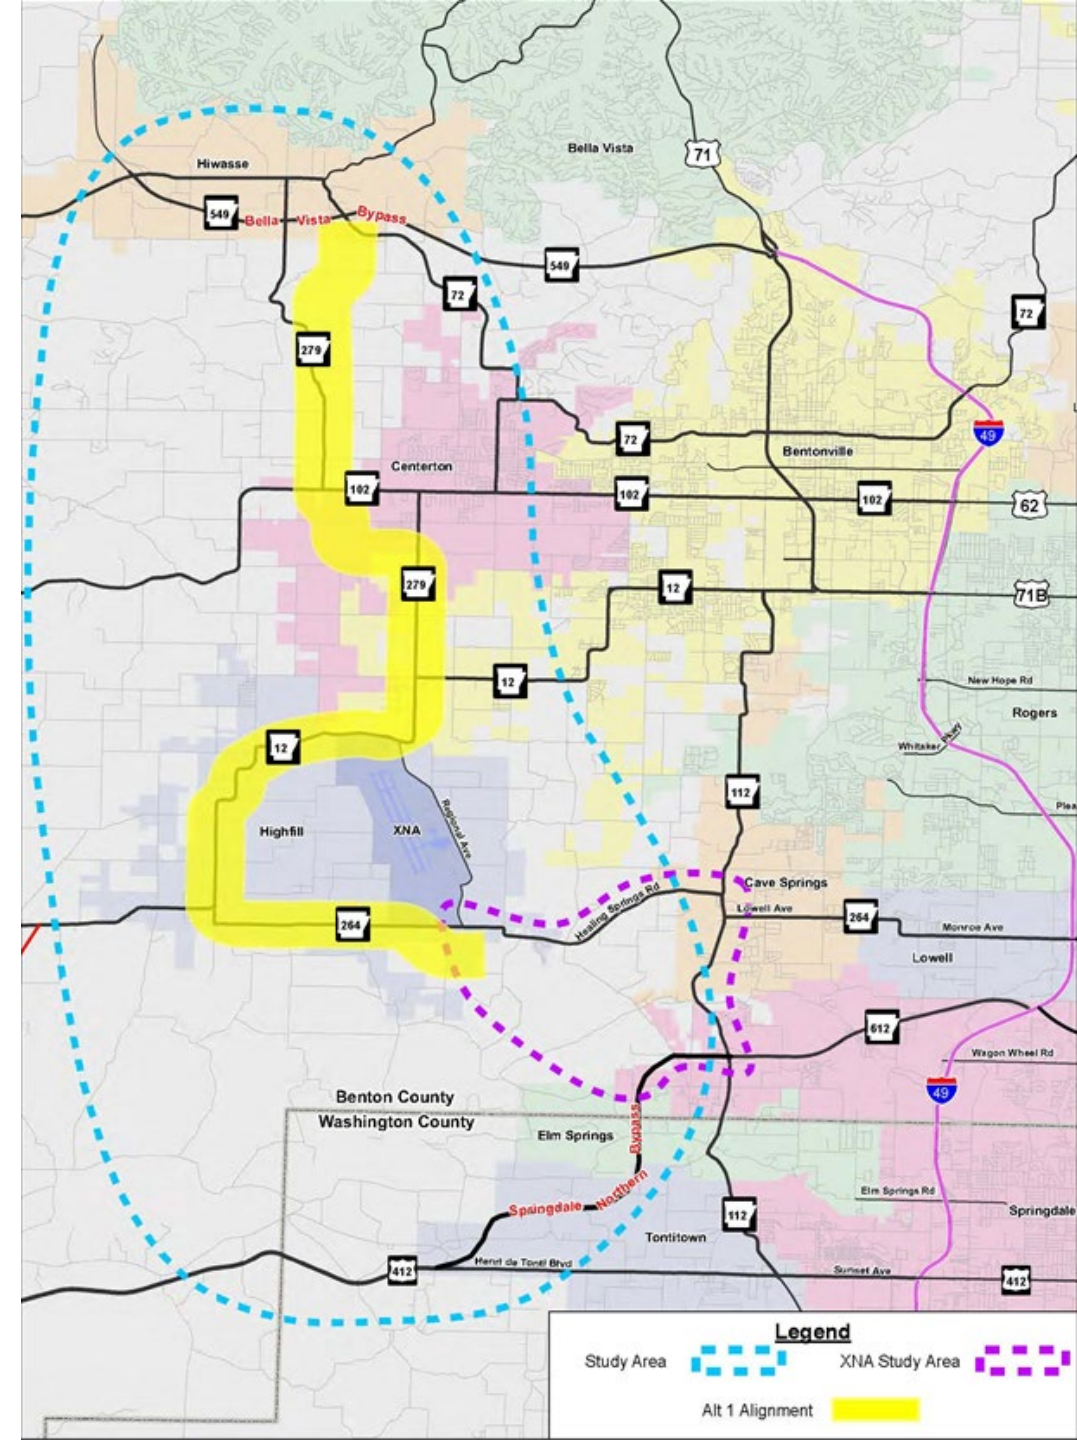 Bella Vista
71
Hiwasse
549
Bella Vista Bypass
549
72
72
279
49
72
Bentonville
Centerton
102
102
102
62
279
12
71B
12
New Hope Rd
Rogers
Whitaker Pkwy
12
112
Regional Ave
Plea
Highfill
XNA
Cave Springs
Healing Springs Rd
Lowell Ave
264
264
Monroe Ave
Lowell
612
Wagon Wheel Rd
49
Benton County
Washington County
Bypass
Elm Springs
Northern
Springdale
Elm Springs Rd
Springdale
112
Tontitown
412
Henri de Tonti Blvd
Sunset Ave
412
Legend
Study Area
XNA Study Area
Alt 1 Alignment